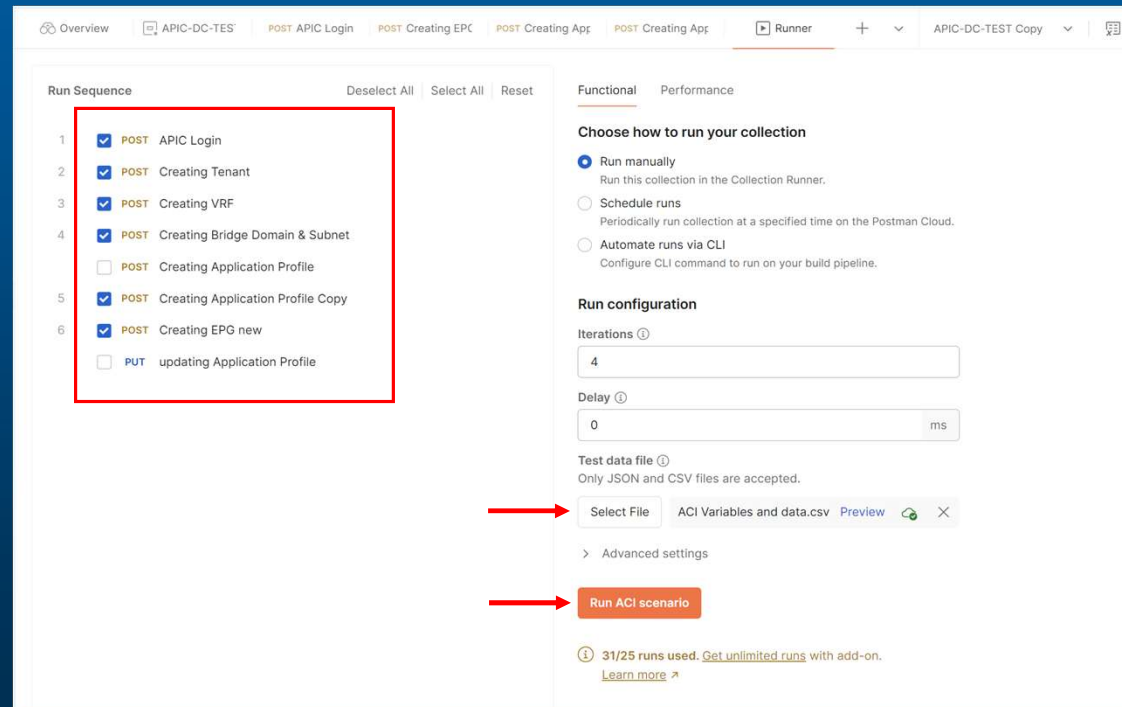 Overview
APIC-DC-TES
POST APIC Login
POST Creating EPC
POST Creating App
POST Creating App
Runner
APIC-DC-TEST Copy
Run Sequence
Deselect All
Select All
Reset
1 POST APIC Login
2 POST Creating Tenant
3 POST Creating VRF
4 POST Creating Bridge Domain & Subnet
POST Creating Application Profile
5 POST Creating Application Profile Copy
6 POST Creating EPG new
PUT updating Application Profile
Functional
Performance
Choose how to run your collection
Run manually
Run this collection in the Collection Runner.
Schedule runs
Periodically run collection at a specified time on the Postman Cloud.
Automate runs via CLI
Configure CLI command to run on your build pipeline.
Run configuration
Iterations
4
Delay
0 ms
Test data file
Only JSON and CSV files are accepted.
Select File ACI Variables and data.csv Preview
Advanced settings
Run ACI scenario
31/25 runs used. Get unlimited runs with add-on.
Learn more